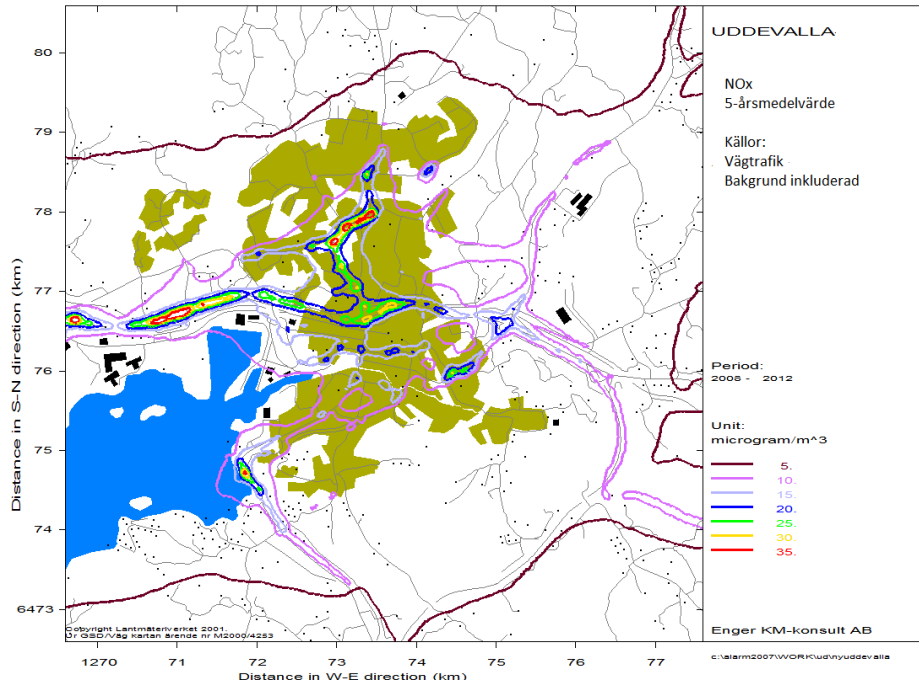 UDDEVALLA
NOx
5-årsmedelvärde
Källor:
Vägtrafik
Bakgrund inkluderad
Period:
2008 - 2012
Unit:
microgram/m^3
5.
10.
15.
20.
25.
30.
35.
Enger KM-konsult AB
c:\alarm2007\WORK\ud\nyuddevalla
Distance in S-N direction (km)
80
79
78
77
76
75
74
6473
Copyright Lantmäteriverket 2001.
Ur GSD/Väg Kartan ärende nr M2000/4253
1270 71 72 73 74 75 76 77
Distance in W-E direction (km)